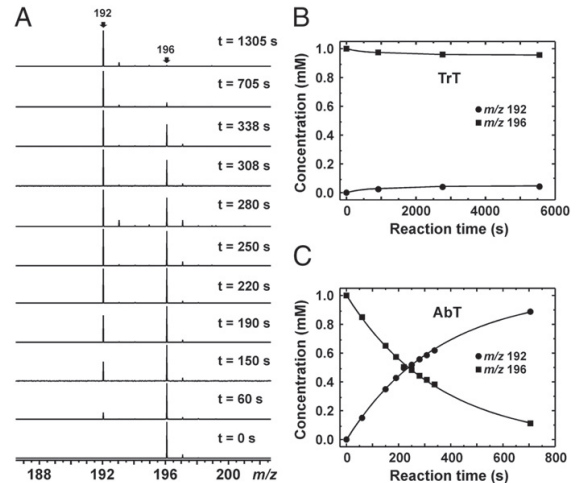 A
192
196
t = 1305 s
t = 705 s
t = 338 s
t = 308 s
t = 280 s
t = 250 s
t = 220 s
t = 190 s
t = 150 s
t = 60 s
t = 0 s
188 192 196 200 m/z
B
Concentration (mM)
1.0
0.8
0.6
0.4
0.2
0.0
TrT
m/z 192
m/z 196
0 2000 4000 6000
Reaction time (s)
C
Concentration (mM)
1.0
0.8
0.6
0.4
0.2
0.0
AbT
m/z 192
m/z 196
0 200 400 600 800
Reaction time (s)